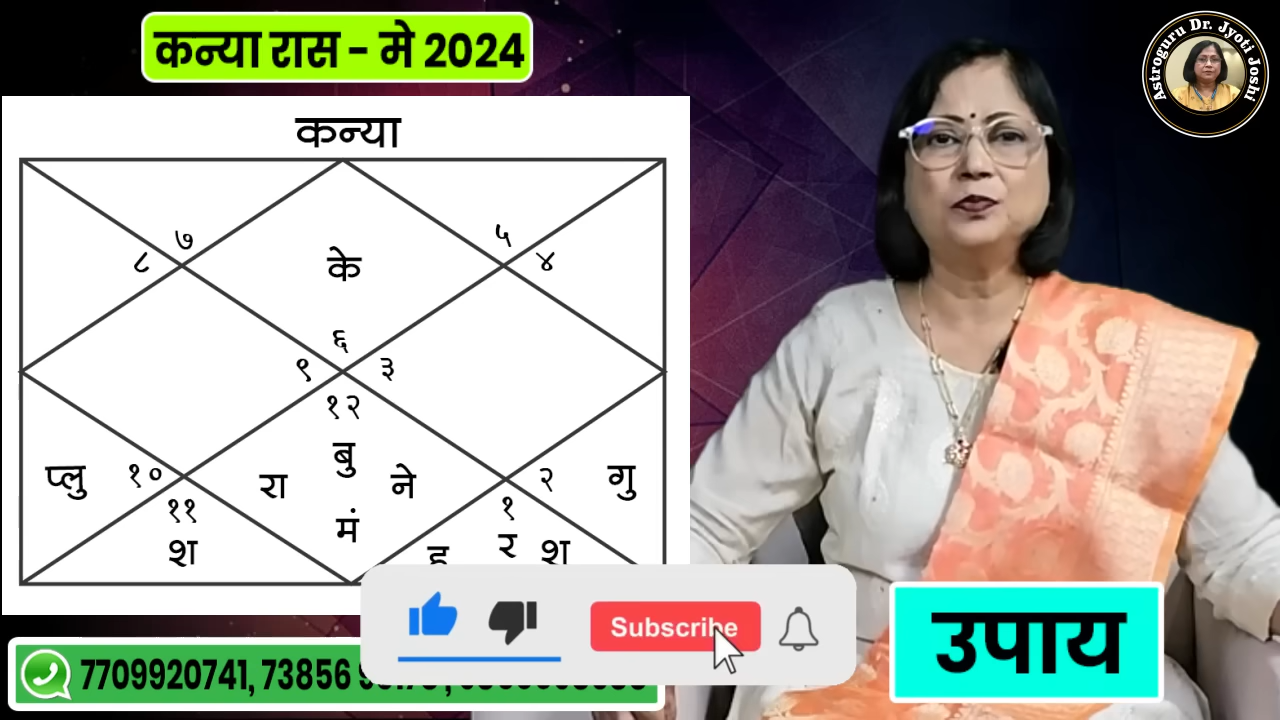 कन्या रास - मे 2024
Astroguru Dr. Jyoti Joshi
कन्या
७
८
५
४
के
६
९
३
१२
बु
रा
ने
मं
प्लु
१०
११
श
२
गु
१
ह
र
श
Subscribe
7709920741, 73856
उपाय